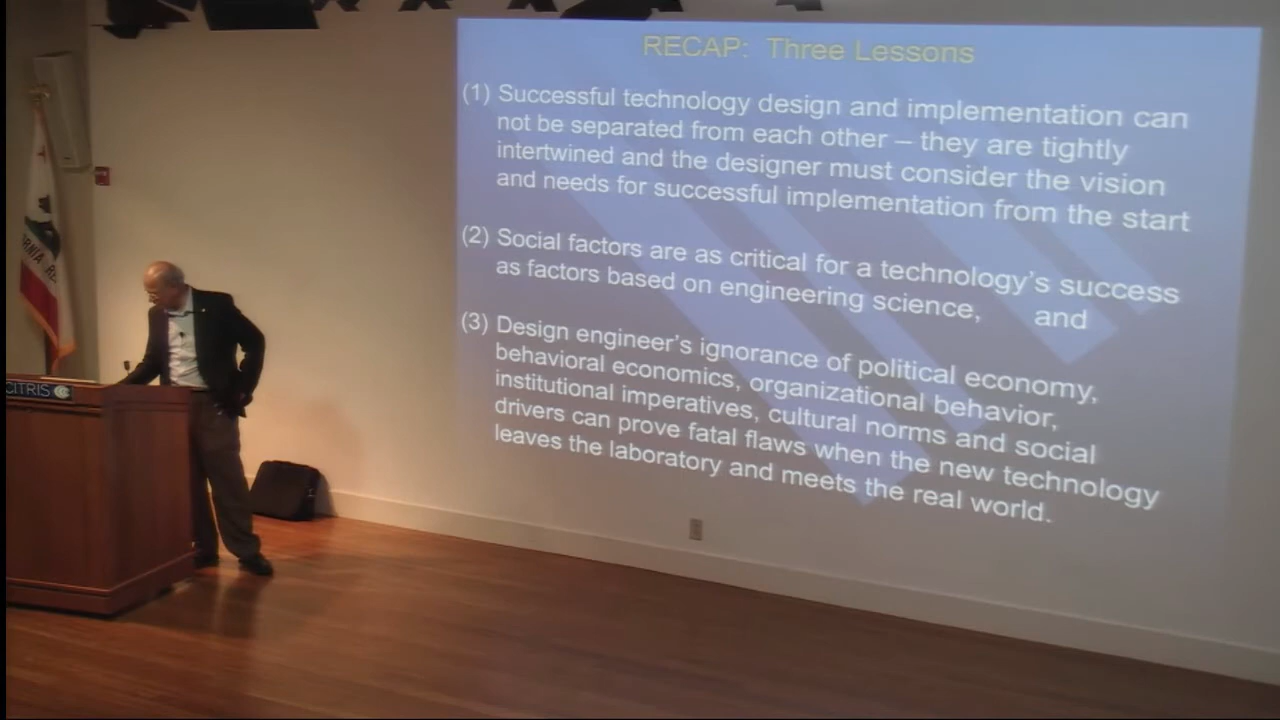 RECAP: Three Lessons
(1) Successful technology design and implementation can
not be separated from each other – they are tightly
intertwined and the designer must consider the vision
and needs for successful implementation from the start
(2) Social factors are as critical for a technology's success
as factors based on engineering science, and
(3) Design engineer's ignorance of political economy,
behavioral economics, organizational behavior,
institutional imperatives, cultural norms and social
drivers can prove fatal flaws when the new technology
leaves the laboratory and meets the real world.
CITRIS
RNIA RE